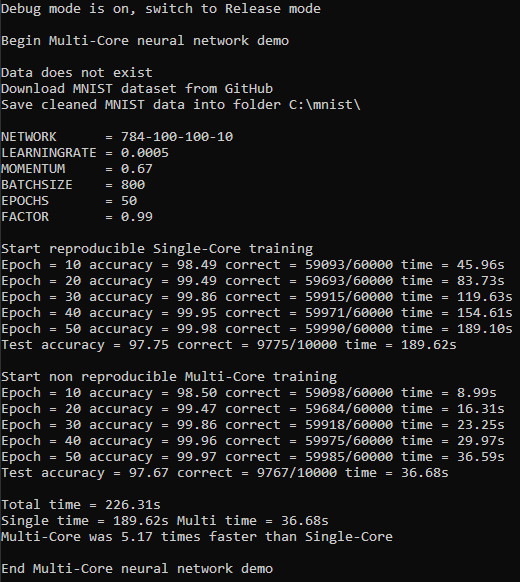 Debug mode is on, switch to Release mode
Begin Multi-Core neural network demo
Data does not exist
Download MNIST dataset from GitHub
Save cleaned MNIST data into folder C:\mnist\
NETWORK      = 784-100-100-10
LEARNINGRATE = 0.0005
MOMENTUM     = 0.67
BATCHSIZE    = 800
EPOCHS       = 50
FACTOR       = 0.99
Start reproducible Single-Core training
Epoch = 10 accuracy = 98.49 correct = 59093/60000 time = 45.96s
Epoch = 20 accuracy = 99.49 correct = 59693/60000 time = 83.73s
Epoch = 30 accuracy = 99.86 correct = 59915/60000 time = 119.63s
Epoch = 40 accuracy = 99.95 correct = 59971/60000 time = 154.61s
Epoch = 50 accuracy = 99.98 correct = 59990/60000 time = 189.10s
Test accuracy = 97.75 correct = 9775/10000 time = 189.62s
Start non reproducible Multi-Core training
Epoch = 10 accuracy = 98.50 correct = 59098/60000 time = 8.99s
Epoch = 20 accuracy = 99.47 correct = 59684/60000 time = 16.31s
Epoch = 30 accuracy = 99.86 correct = 59918/60000 time = 23.25s
Epoch = 40 accuracy = 99.96 correct = 59975/60000 time = 29.97s
Epoch = 50 accuracy = 99.97 correct = 59985/60000 time = 36.59s
Test accuracy = 97.67 correct = 9767/10000 time = 36.68s
Total time = 226.31s
Single time = 189.62s Multi time = 36.68s
Multi-Core was 5.17 times faster than Single-Core
End Multi-Core neural network demo